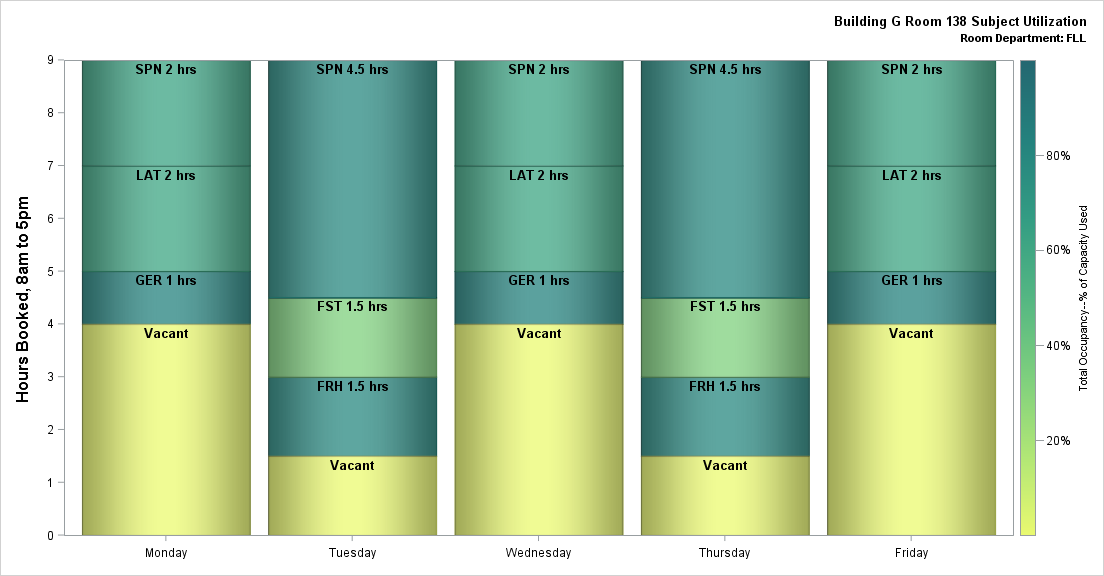 Building G Room 138 Subject Utilization
Room Department: FLL
Hours Booked, 8am to 5pm
9
8
7
6
5
4
3
2
1
0
SPN 2 hrs
LAT 2 hrs
GER 1 hrs
Vacant
Monday
SPN 4.5 hrs
FST 1.5 hrs
FRH 1.5 hrs
Vacant
Tuesday
SPN 2 hrs
LAT 2 hrs
GER 1 hrs
Vacant
Wednesday
SPN 4.5 hrs
FST 1.5 hrs
FRH 1.5 hrs
Vacant
Thursday
SPN 2 hrs
LAT 2 hrs
GER 1 hrs
Vacant
Friday
80%
60%
40%
20%
Total Occupancy--% of Capacity Used